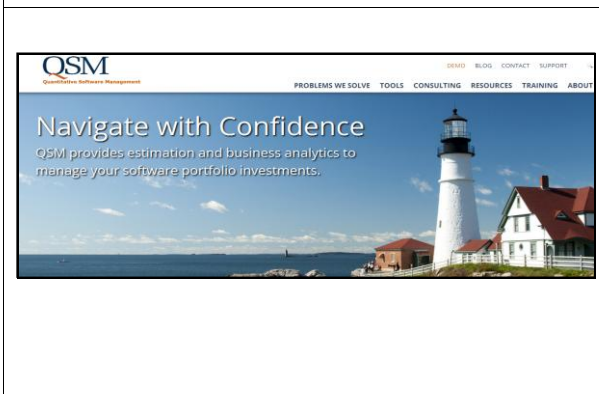 QSM
Quantitative Software Management
DEMO BLOG CONTACT SUPPORT
PROBLEMS WE SOLVE TOOLS CONSULTING RESOURCES TRAINING ABOUT
Navigate with Confidence
QSM provides estimation and business analytics to
manage your software portfolio investments.